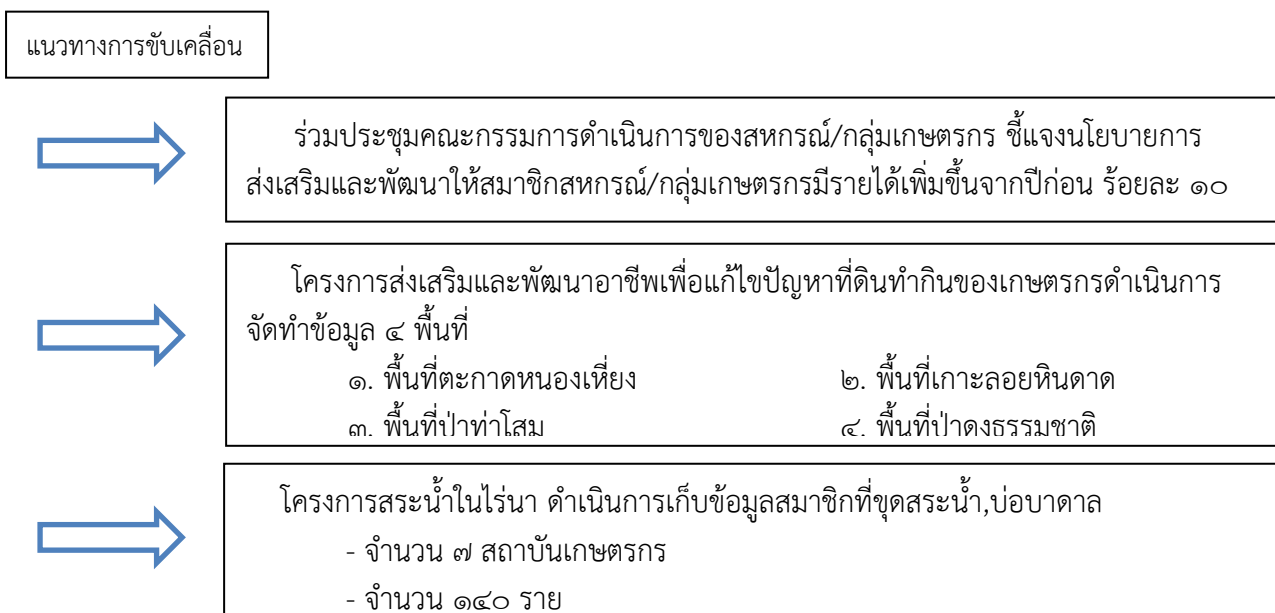 แนวทางการขับเคลื่อน
ร่วมประชุมคณะกรรมการดำเนินการของสหกรณ์/กลุ่มเกษตรกร ชี้แจงนโยบายการ
ส่งเสริมและพัฒนาให้สมาชิกสหกรณ์/กลุ่มเกษตรกรมีรายได้เพิ่มขึ้นจากปีก่อน ร้อยละ ๑๐
โครงการส่งเสริมและพัฒนาอาชีพเพื่อแก้ไขปัญหาที่ดินทำกินของเกษตรกรดำเนินการ
จัดทำข้อมูล ๔ พื้นที่
๑. พื้นที่ตะกาดหนองเหี่ยง ๒. พื้นที่เกาะลอยหินดาด
๓. พื้นที่ป่าท่าโสม ๔. พื้นที่ป่าดงธรรมชาติ
โครงการสระน้ำในไร่นา ดำเนินการเก็บข้อมูลสมาชิกที่ขุดสระน้ำ,บ่อบาดาล
- จำนวน ๗ สถาบันเกษตรกร
- จำนวน ๑๔๐ ราย